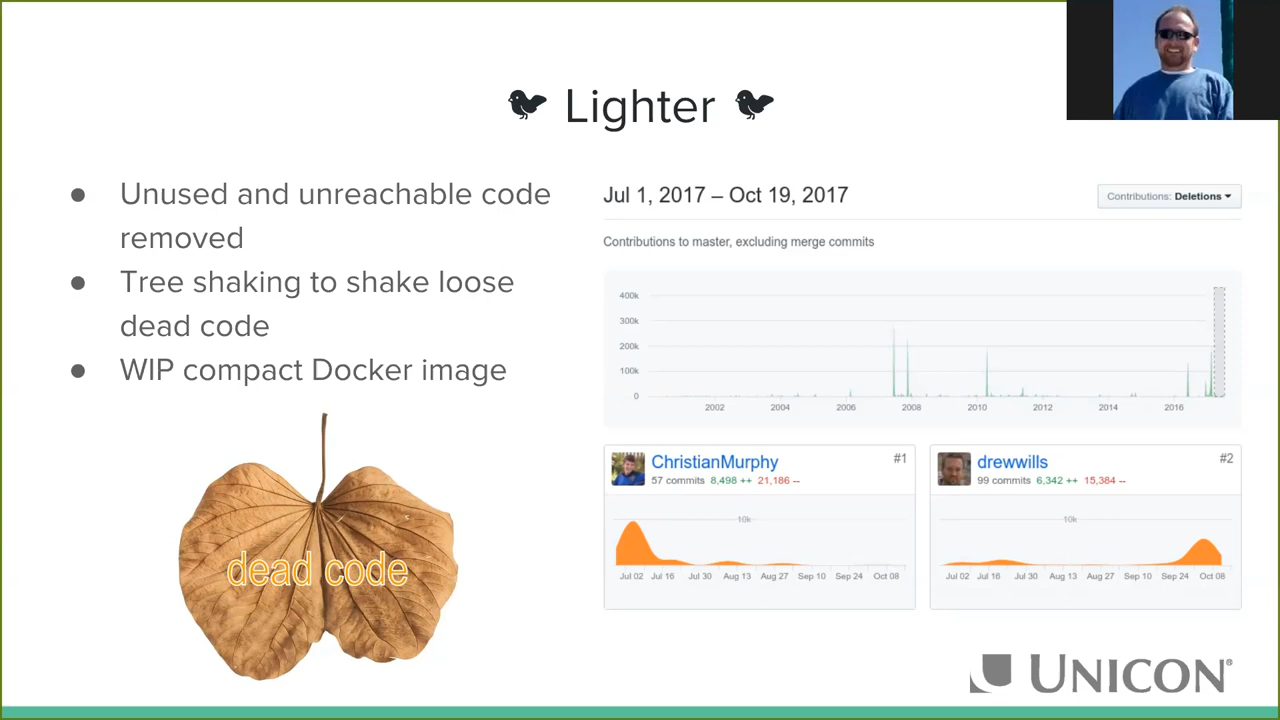 Lighter
● Unused and unreachable code
removed
● Tree shaking to shake loose
dead code
● WIP compact Docker image
dead code
Jul 1, 2017 – Oct 19, 2017
Contributions: Deletions
Contributions to master, excluding merge commits
400k
300k
200k
100k
0
2002 2004 2006 2008 2010 2012 2014 2016
ChristianMurphy #1
57 commits 8,498 ++ 21,186 --
10k
Jul 02 Jul 16 Jul 30 Aug 13 Aug 27 Sep 10 Sep 24 Oct 08
drewwills #2
99 commits 6,342 ++ 15,384 --
10k
Jul 02 Jul 16 Jul 30 Aug 13 Aug 27 Sep 10 Sep 24 Oct 08
UNICON®